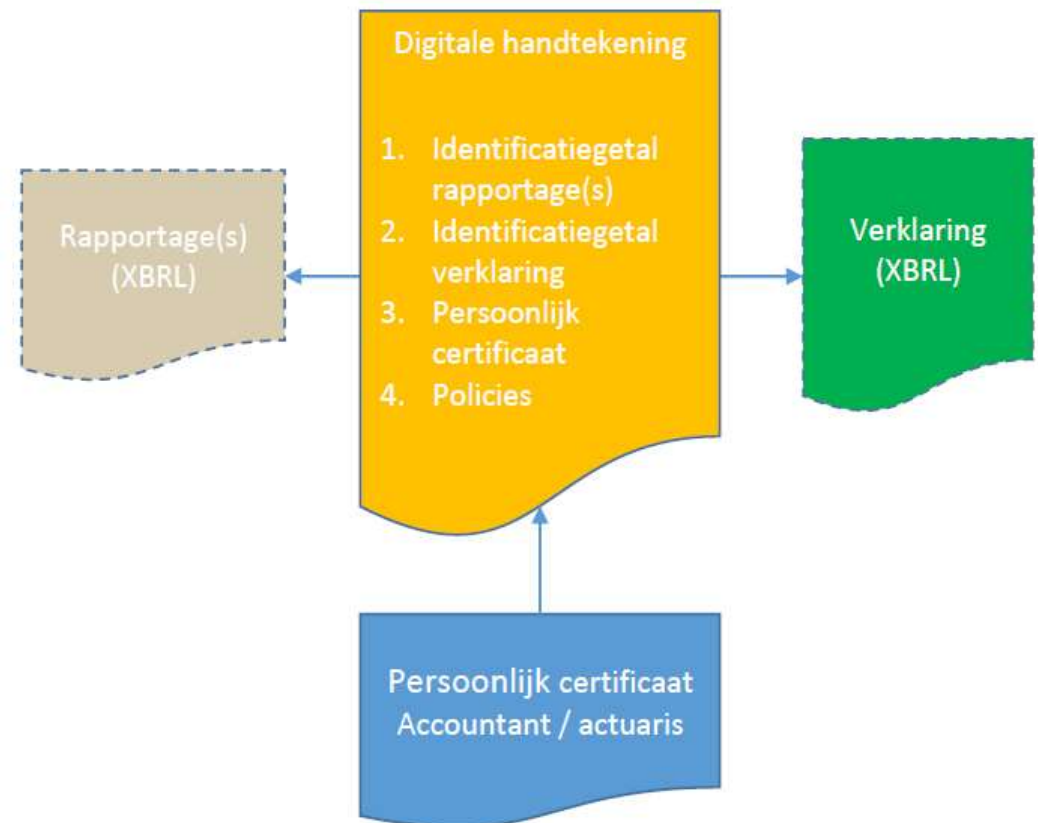 Digitale handtekening
1. Identificatiegetal
rapportage(s)
2. Identificatiegetal
verklaring
3. Persoonlijk
certificaat
4. Policies
Rapportage(s)
(XBRL)
Verklaring
(XBRL)
Persoonlijk certificaat
Accountant / actuaris